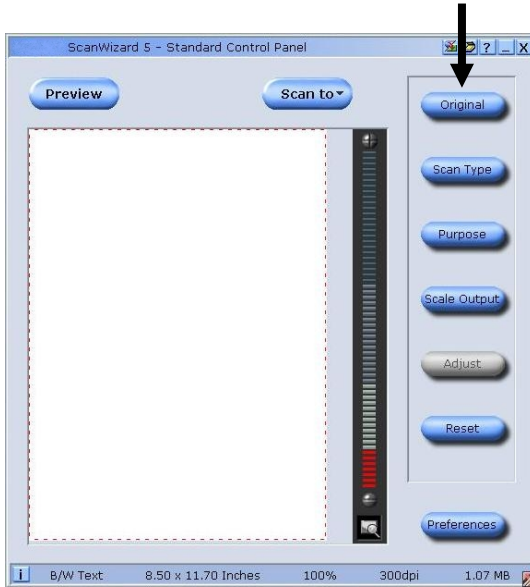 ScanWizard 5 - Standard Control Panel
? _ X
Preview
Scan to
Original
Scan Type
Purpose
Scale Output
Adjust
Reset
Preferences
i B/W Text 8.50 x 11.70 Inches 100% 300dpi 1.07 MB